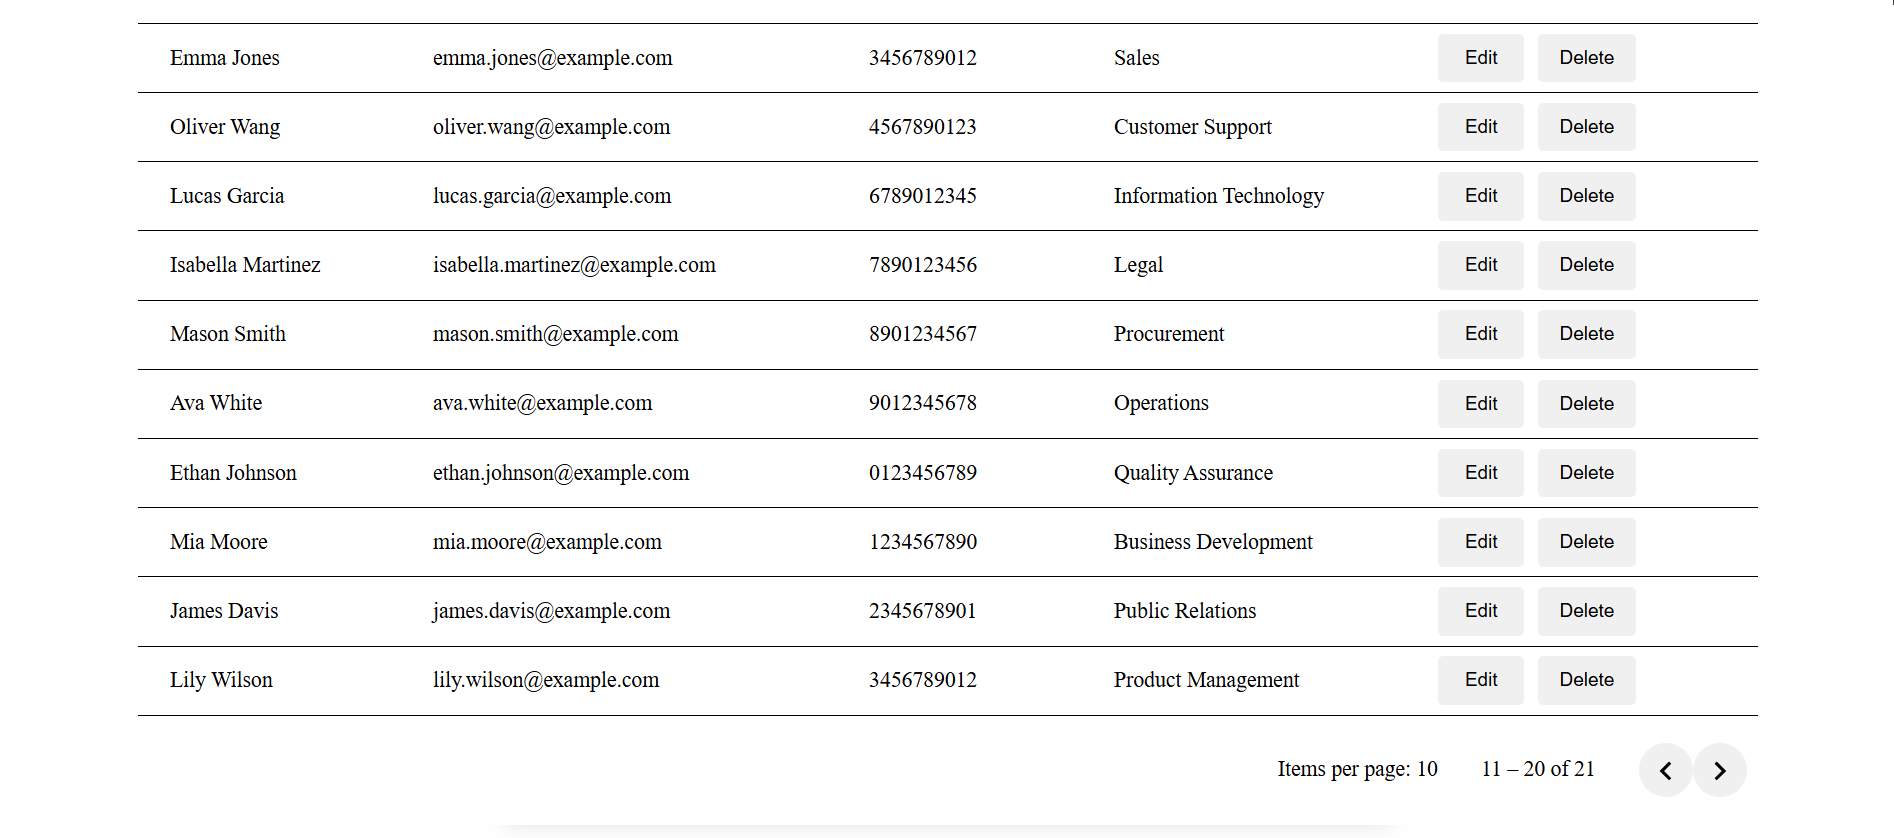 Emma Jones emma.jones@example.com 3456789012 Sales Edit Delete
Oliver Wang oliver.wang@example.com 4567890123 Customer Support Edit Delete
Lucas Garcia lucas.garcia@example.com 6789012345 Information Technology Edit Delete
Isabella Martinez isabella.martinez@example.com 7890123456 Legal Edit Delete
Mason Smith mason.smith@example.com 8901234567 Procurement Edit Delete
Ava White ava.white@example.com 9012345678 Operations Edit Delete
Ethan Johnson ethan.johnson@example.com 0123456789 Quality Assurance Edit Delete
Mia Moore mia.moore@example.com 1234567890 Business Development Edit Delete
James Davis james.davis@example.com 2345678901 Public Relations Edit Delete
Lily Wilson lily.wilson@example.com 3456789012 Product Management Edit Delete
Items per page: 10 11 – 20 of 21